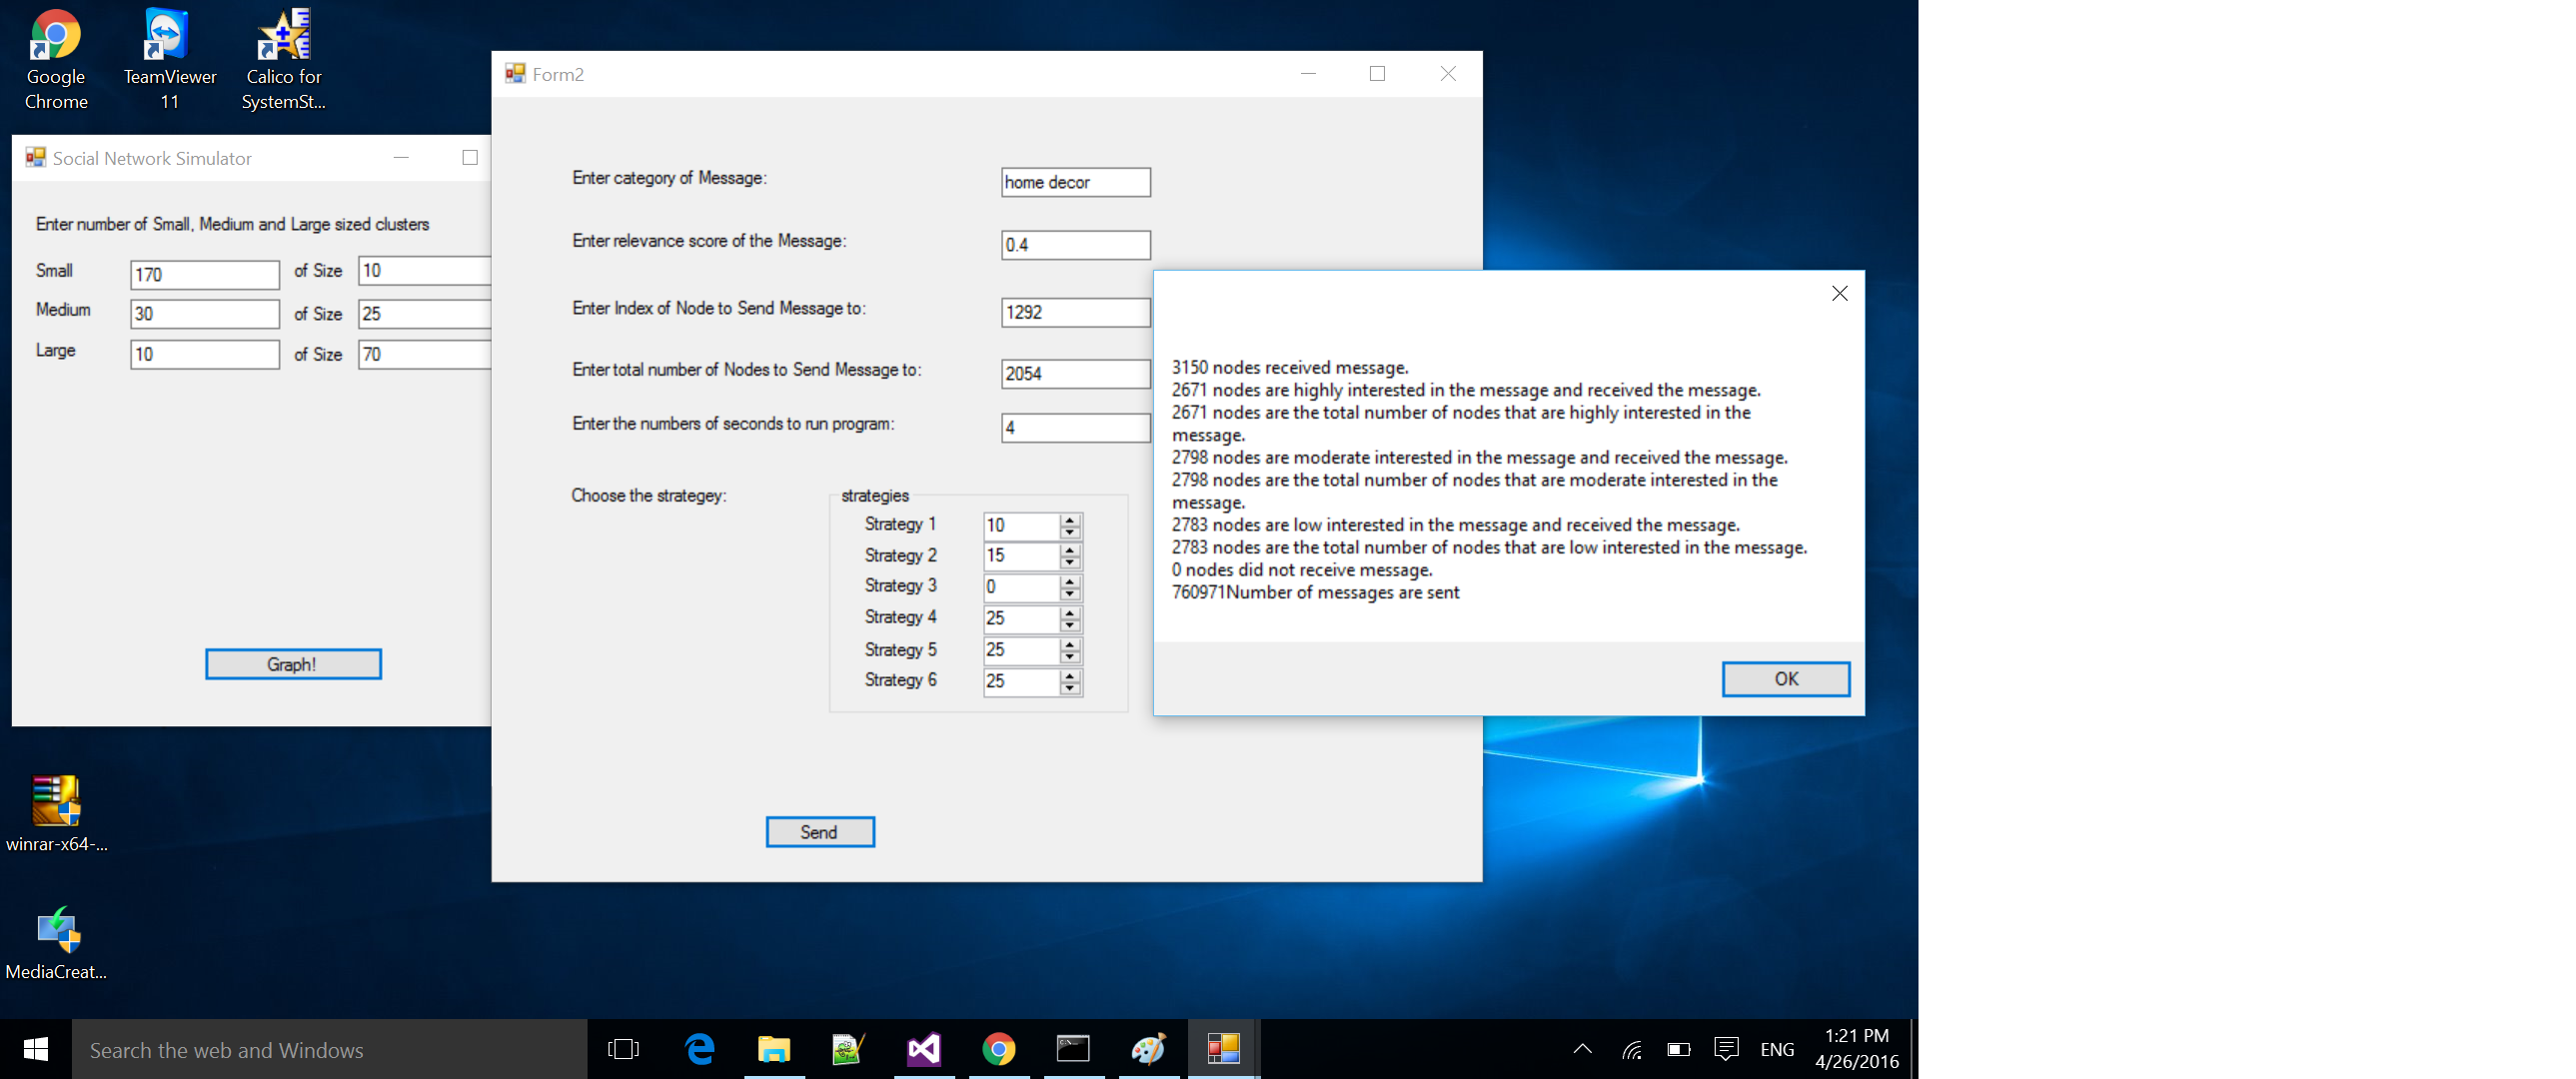 Google
Chrome
TeamViewer
11
Calico for
SystemSt...
Social Network Simulator
Enter number of Small, Medium and Large sized clusters
Small 170 of Size 10
Medium 30 of Size 25
Large 10 of Size 70
Graph!
winrar-x64-...
MediaCreat...
Form2
Enter category of Message: home decor
Enter relevance score of the Message: 0.4
Enter Index of Node to Send Message to: 1292
Enter total number of Nodes to Send Message to: 2054
Enter the numbers of seconds to run program: 4
Choose the strategey: strategies
Strategy 1 10
Strategy 2 15
Strategy 3 0
Strategy 4 25
Strategy 5 25
Strategy 6 25
Send
3150 nodes received message.
2671 nodes are highly interested in the message and received the message.
2671 nodes are the total number of nodes that are highly interested in the
message.
2798 nodes are moderate interested in the message and received the message.
2798 nodes are the total number of nodes that are moderate interested in the
message.
2783 nodes are low interested in the message and received the message.
2783 nodes are the total number of nodes that are low interested in the message.
0 nodes did not receive message.
760971Number of messages are sent
OK
Search the web and Windows
ENG
1:21 PM
4/26/2016